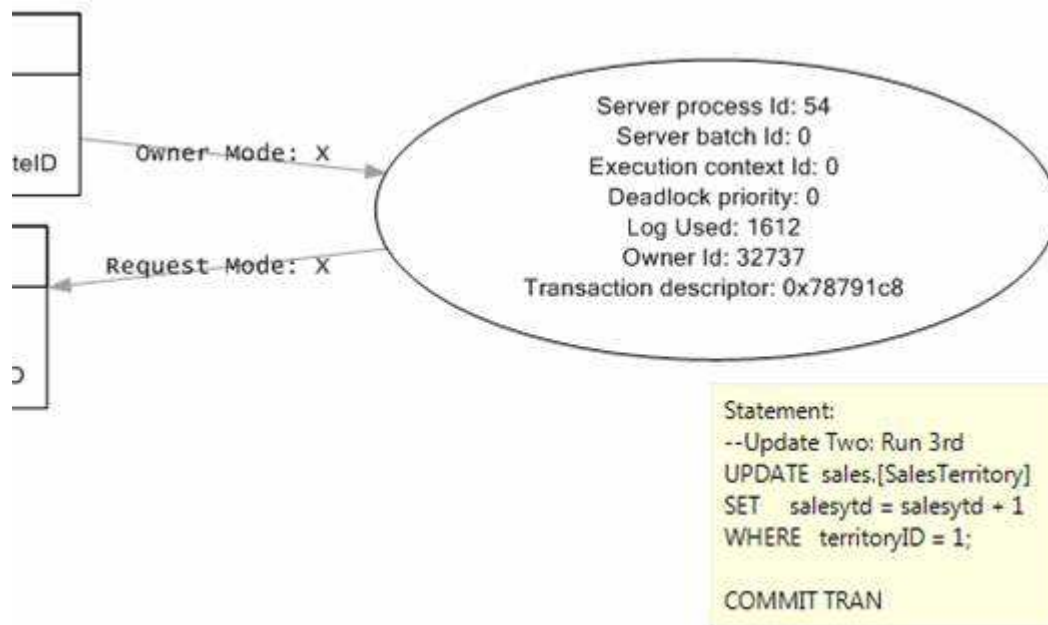 teID
Owner Mode: X
Request Mode: X
D
Server process Id: 54
Server batch Id: 0
Execution context Id: 0
Deadlock priority: 0
Log Used: 1612
Owner Id: 32737
Transaction descriptor: 0x78791c8
Statement:
--Update Two: Run 3rd
UPDATE sales.[SalesTerritory]
SET salesytd = salesytd + 1
WHERE territoryID = 1;
COMMIT TRAN